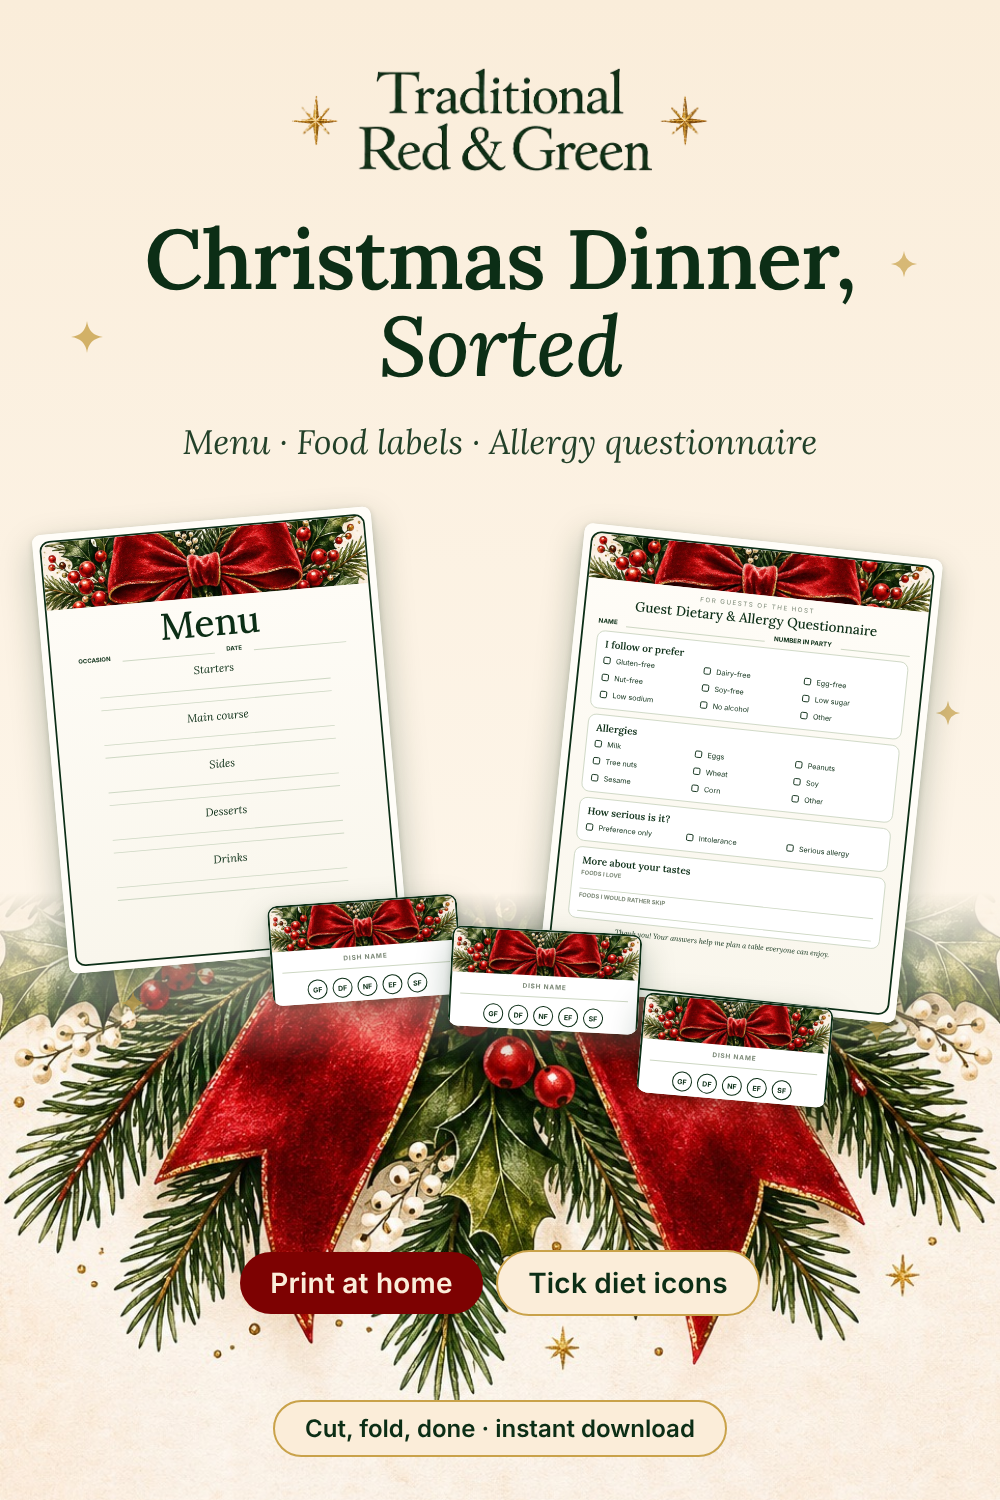 Traditional
Red & Green
Christmas Dinner,
Sorted
Menu · Food labels · Allergy questionnaire
Menu
OCCASION
DATE
Starters
Main course
Sides
Desserts
Drinks
FOR GUESTS OF THE HOST
Guest Dietary & Allergy Questionnaire
NAME
NUMBER IN PARTY
I follow or prefer
Gluten-free
Dairy-free
Egg-free
Nut-free
Soy-free
Low sugar
Low sodium
No alcohol
Other
Allergies
Milk
Eggs
Peanuts
Tree nuts
Wheat
Soy
Sesame
Corn
Other
How serious is it?
Preference only
Intolerance
Serious allergy
More about your tastes
FOODS I LOVE
FOODS I WOULD RATHER SKIP
Thank you! Your answers help me plan a table everyone can enjoy.
DISH NAME
GF DF NF EF SF
DISH NAME
GF DF NF EF SF
DISH NAME
GF DF NF EF SF
Print at home
Tick diet icons
Cut, fold, done · instant download